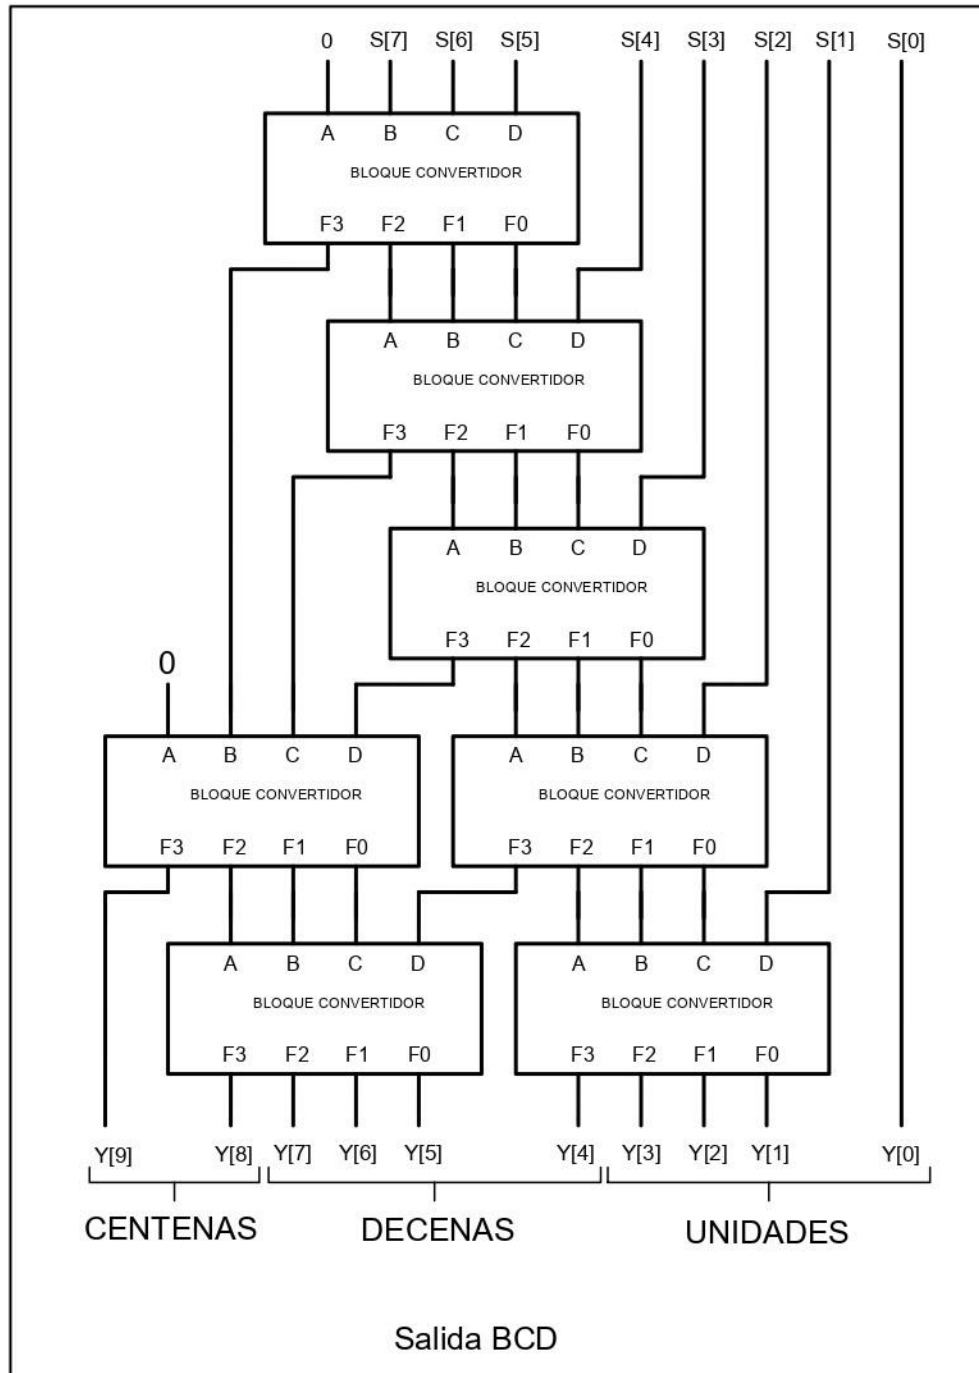 0 S[7] S[6] S[5] S[4] S[3] S[2] S[1] S[0]
A B C D
BLOQUE CONVERTIDOR
F3 F2 F1 F0
A B C D
BLOQUE CONVERTIDOR
F3 F2 F1 F0
A B C D
BLOQUE CONVERTIDOR
F3 F2 F1 F0
0
A B C D
BLOQUE CONVERTIDOR
F3 F2 F1 F0
A B C D
BLOQUE CONVERTIDOR
F3 F2 F1 F0
A B C D
BLOQUE CONVERTIDOR
F3 F2 F1 F0
A B C D
BLOQUE CONVERTIDOR
F3 F2 F1 F0
Y[9] Y[8] Y[7] Y[6] Y[5] Y[4] Y[3] Y[2] Y[1] Y[0]
CENTENAS DECENAS UNIDADES
Salida BCD